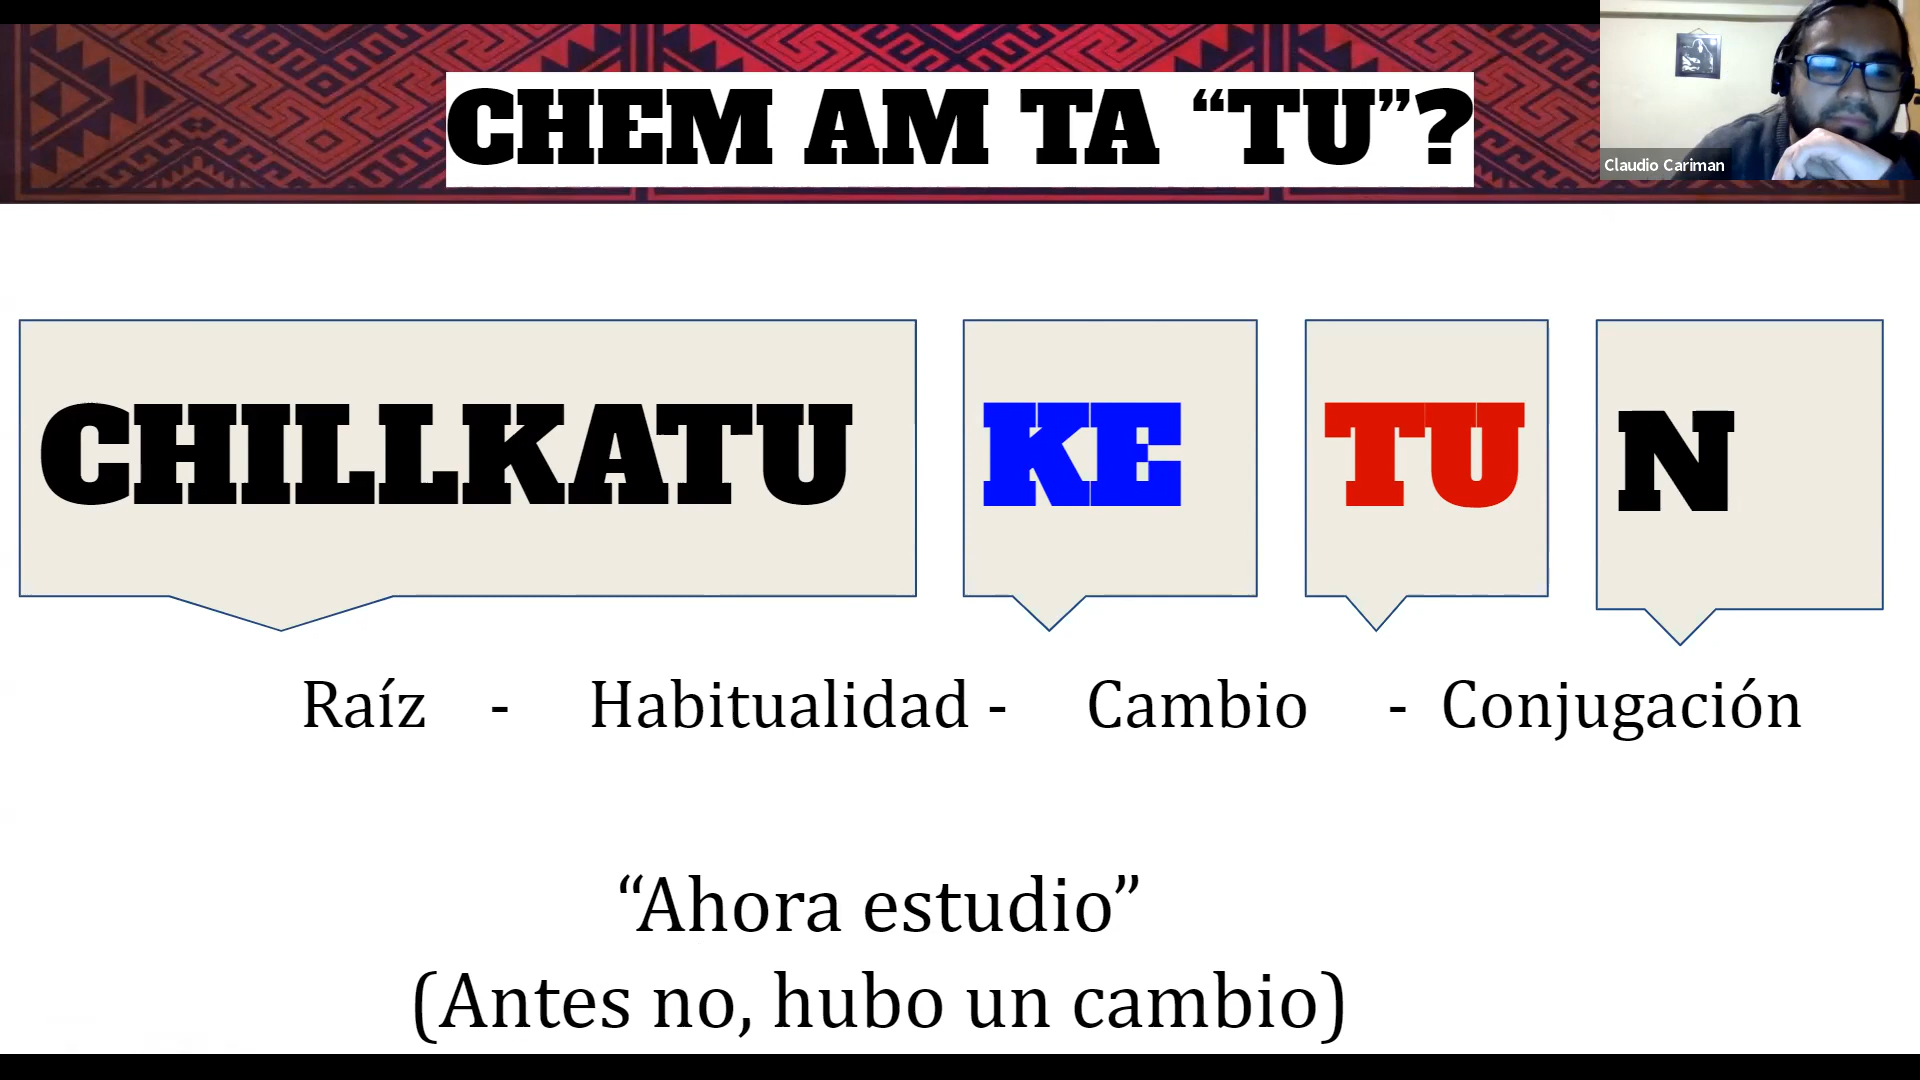 CHEM AM TA “TU”?
Claudio Cariman
CHILLKATU KE TU N
Raíz - Habitualidad - Cambio - Conjugación
“Ahora estudio”
(Antes no, hubo un cambio)